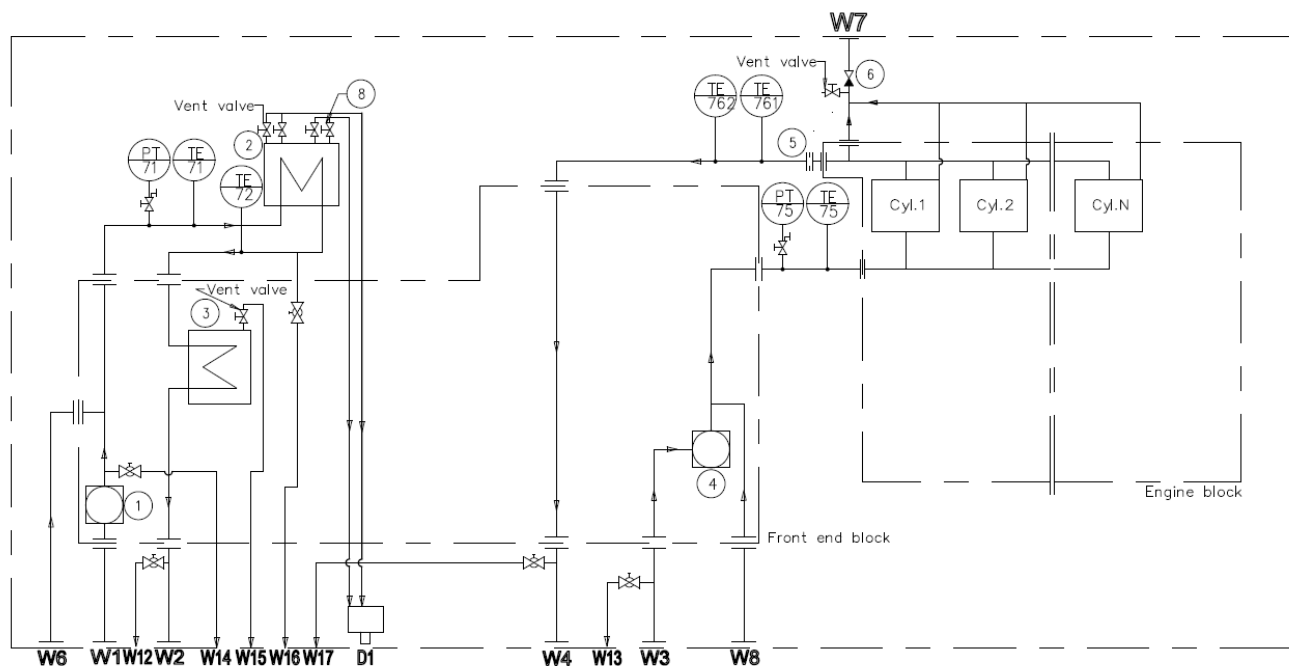 W7
Vent valve
6
TE
762
TE
761
8
Vent valve
2
PT
71
TE
71
TE
72
5
PT
75
TE
75
Cyl.1
Cyl.2
Cyl.N
Vent valve
3
4
1
Engine block
Front end block
W6
W1
W12
W2
W14
W15
W16
W17
D1
W4
W13
W3
W8